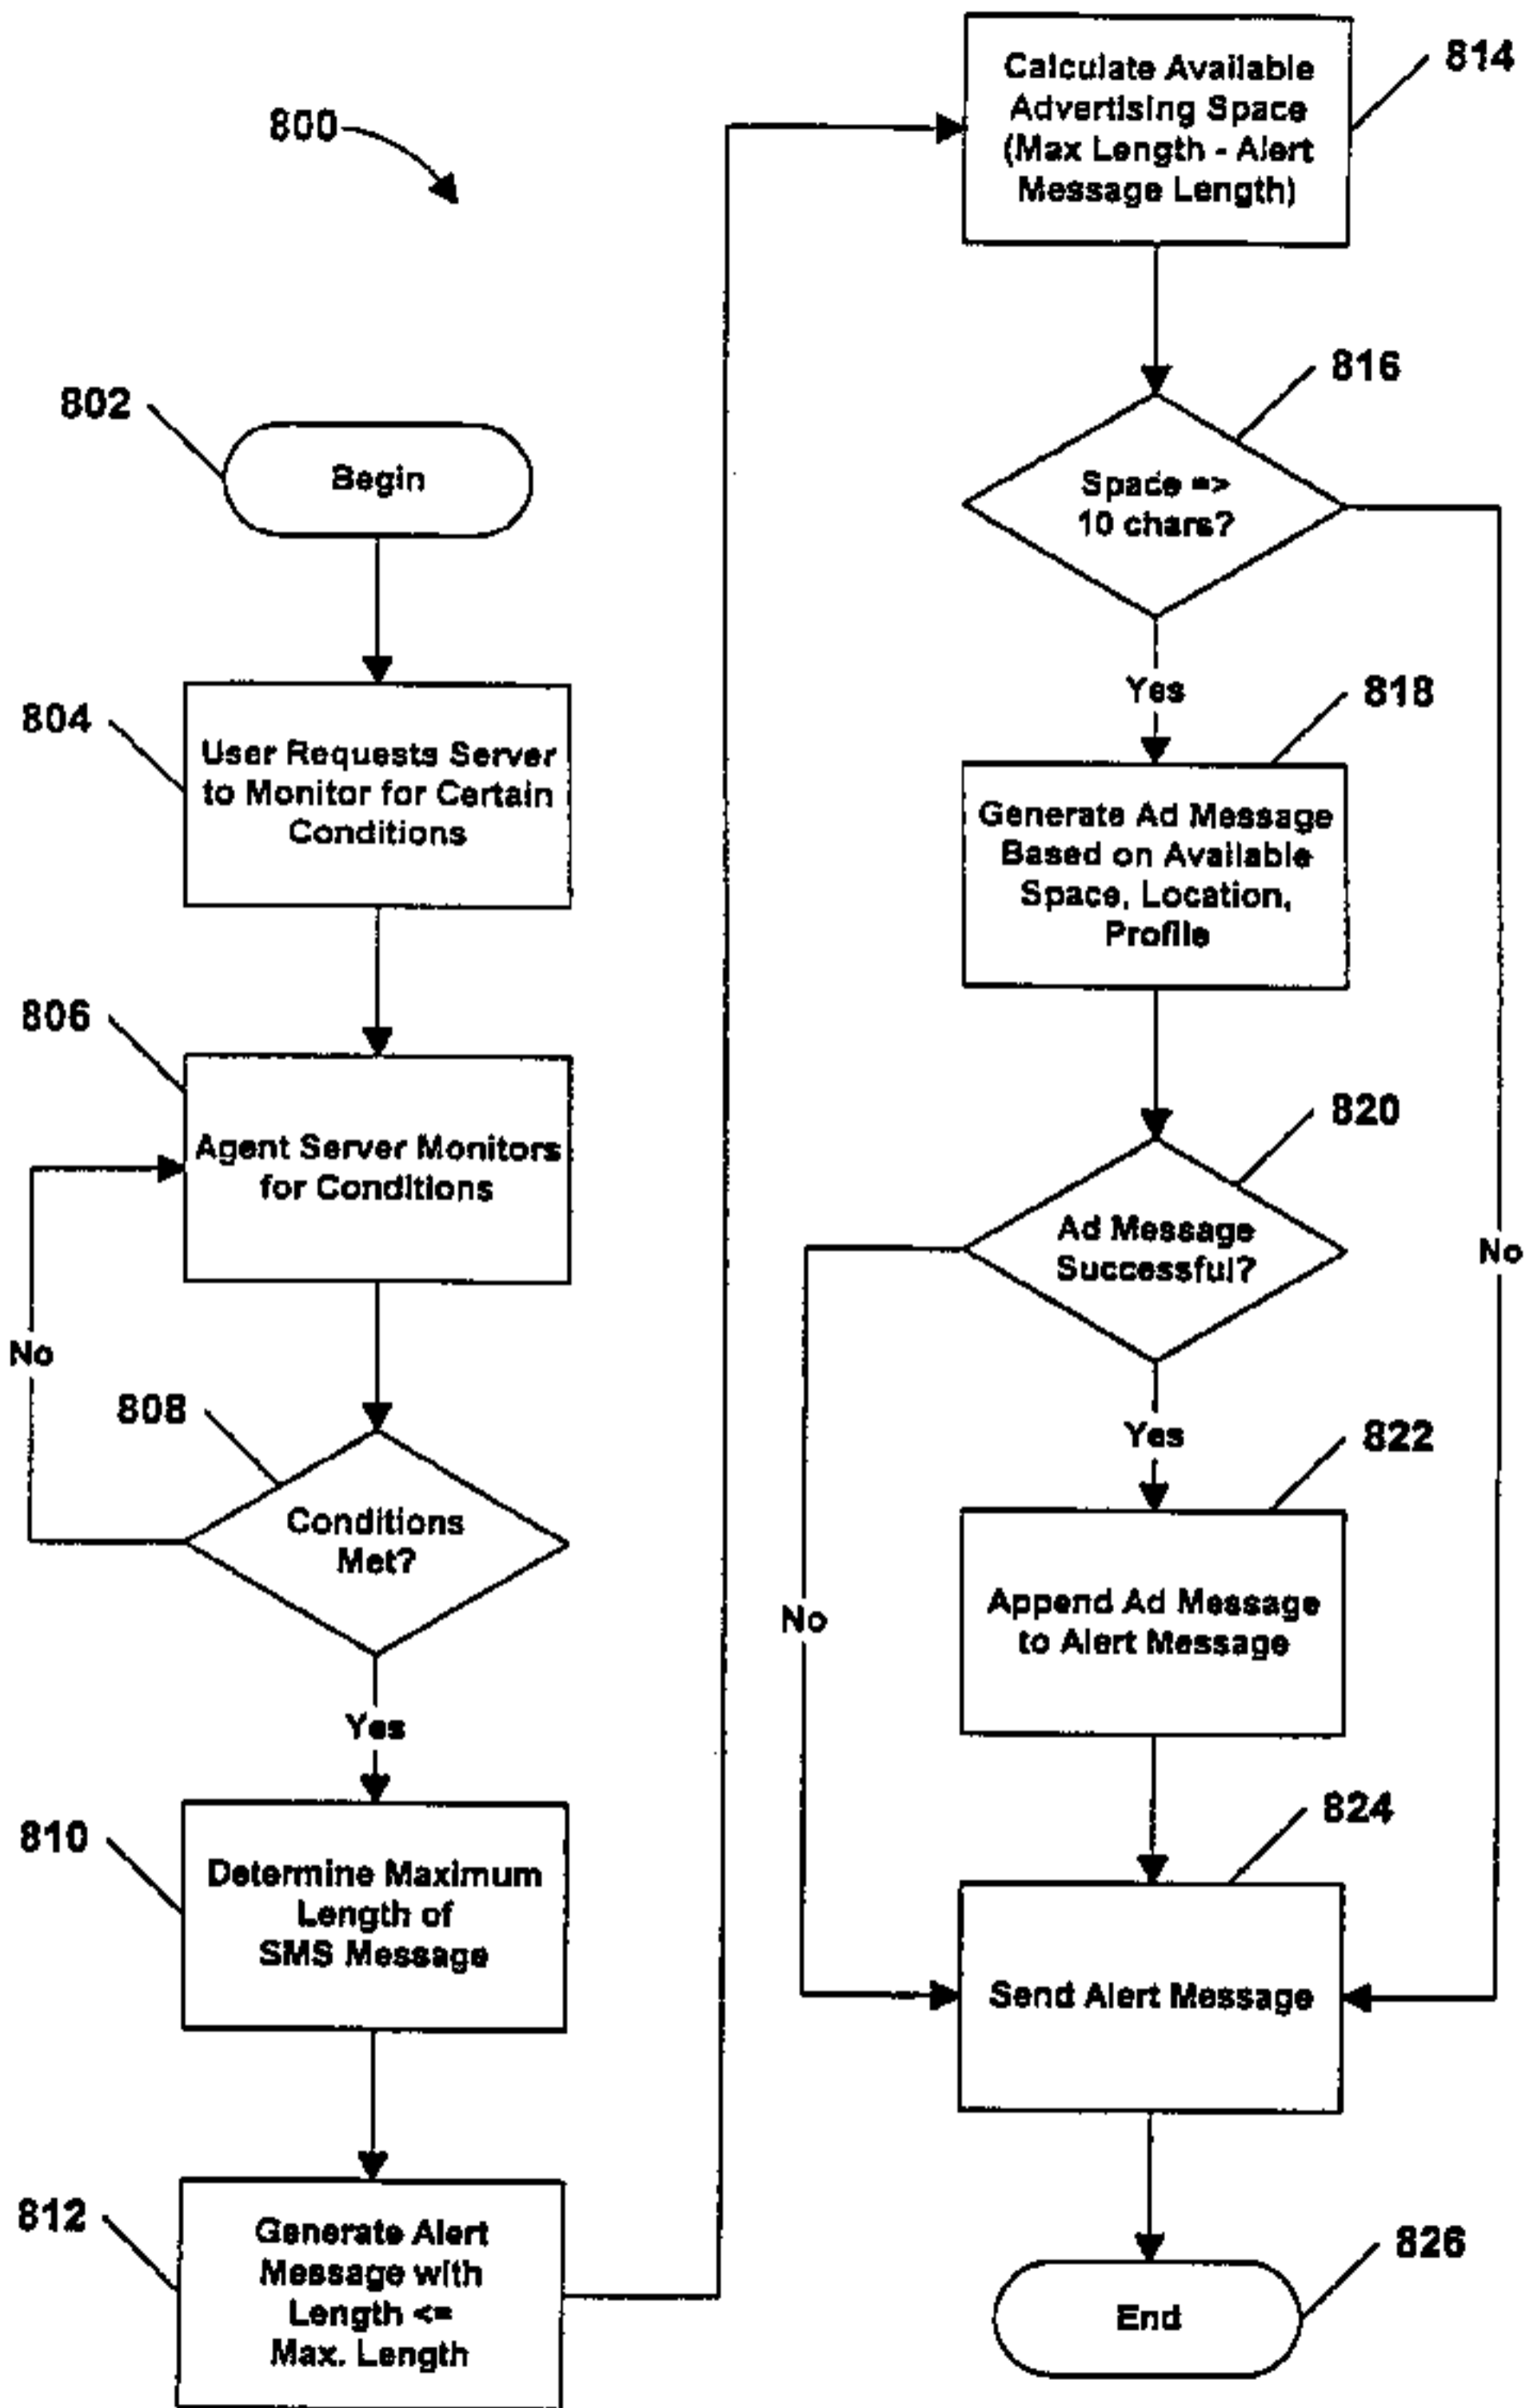 800
802
Begin
804
User Requests Server
to Monitor for Certain
Conditions
806
Agent Server Monitors
for Conditions
No
808
Conditions
Met?
Yes
810
Determine Maximum
Length of
SMS Message
812
Generate Alert
Message with
Length <=
Max. Length
814
Calculate Available
Advertising Space
(Max Length - Alert
Message Length)
816
Space =>
10 chars?
Yes
No
818
Generate Ad Message
Based on Available
Space, Location,
Profile
820
Ad Message
Successful?
Yes
No
822
Append Ad Message
to Alert Message
824
Send Alert Message
826
End